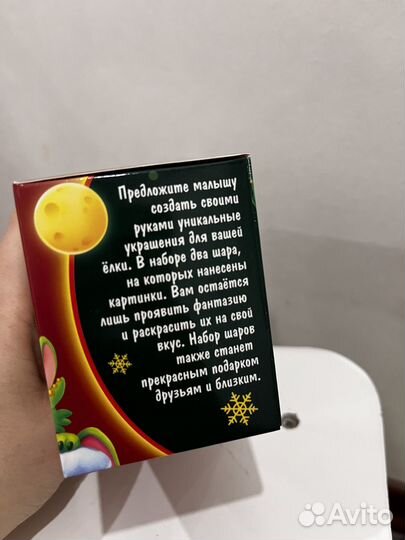 Предложите малышу
создать своими
руками уникальные
украшения для вашей
ёлки. В наборе два шара,
на которых нанесены
картинки. Вам остаётся
лишь проявить фантазию
и раскрасить их на свой
вкус. Набор шаров
также станет
прекрасным подарком
друзьям и близким.
Avito